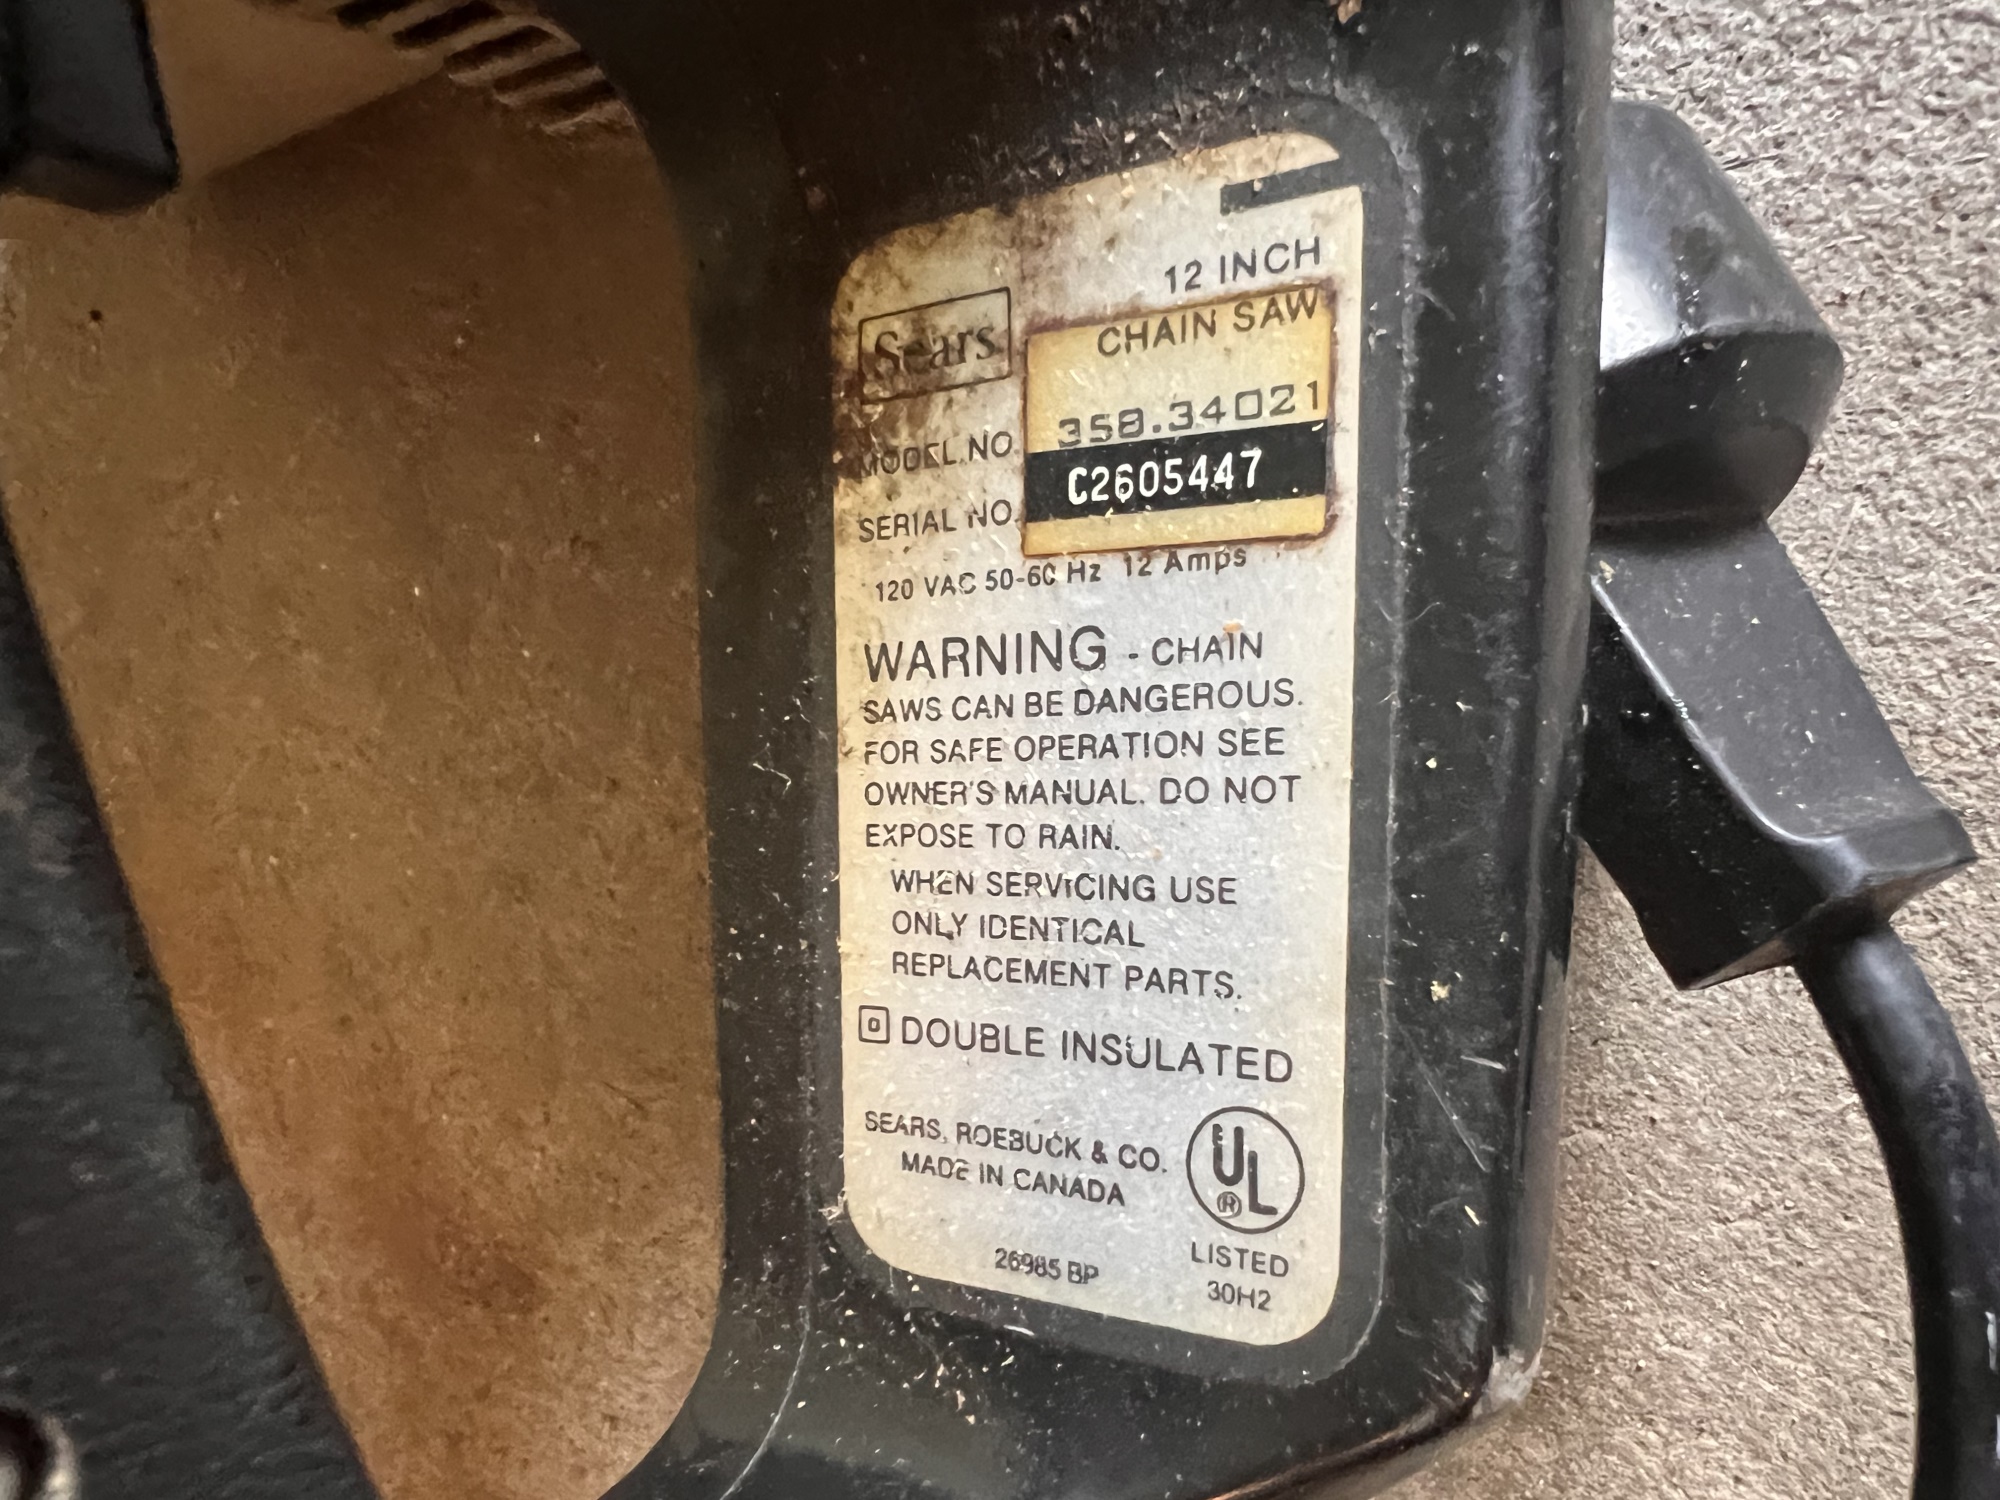 12 INCH
Sears
CHAIN SAW
MODEL NO. 358.34021
SERIAL NO. C2605447
120 VAC 50-60 Hz 12 Amps
WARNING - CHAIN
SAWS CAN BE DANGEROUS.
FOR SAFE OPERATION SEE
OWNER'S MANUAL. DO NOT
EXPOSE TO RAIN.
WHEN SERVICING USE
ONLY IDENTICAL
REPLACEMENT PARTS.
DOUBLE INSULATED
SEARS, ROEBUCK & CO.
MADE IN CANADA
UL
®
LISTED
30H2
26985 BP